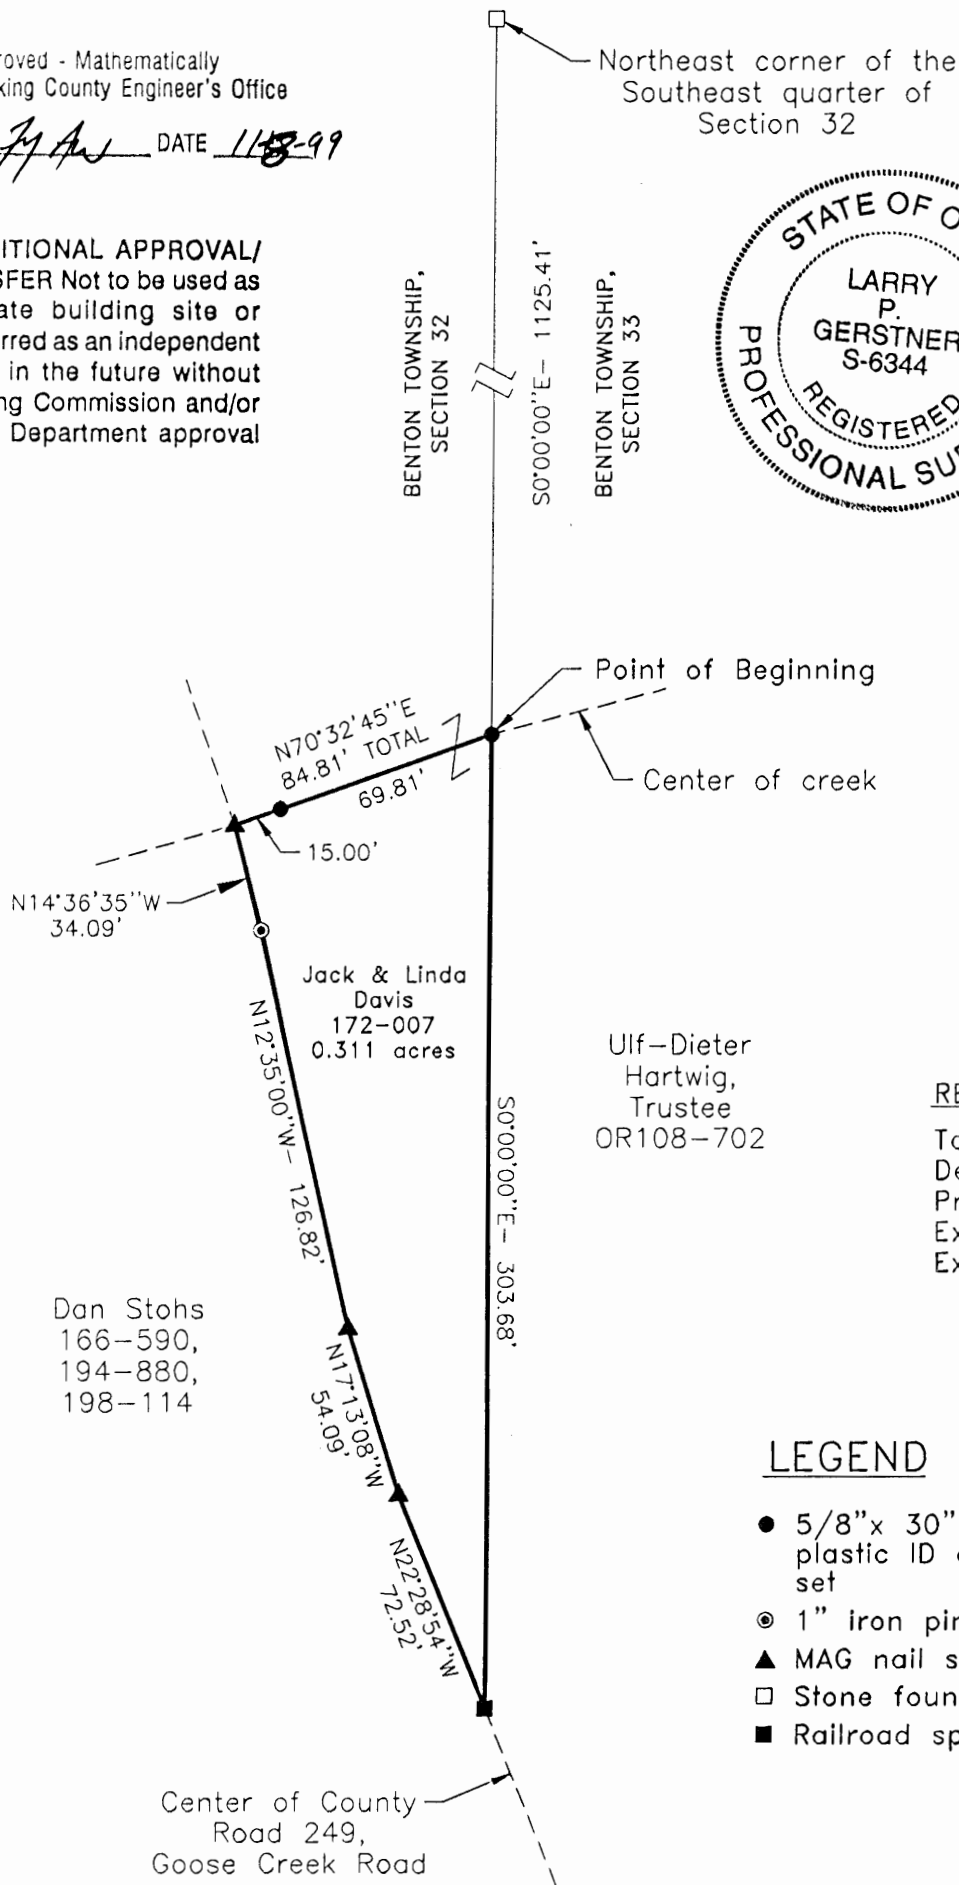 roved - Mathematically
king County Engineer's Office
DATE 11-8-99
ITIONAL APPROVAL/
SFER Not to be used as
ate building site or
rred as an independent
in the future without
ng Commission and/or
Department approval
Northeast corner of the
Southeast quarter of
Section 32
STATE OF O
LARRY
P.
GERSTNER
S-6344
REGISTERED
PROFESSIONAL SU
BENTON TOWNSHIP,
SECTION 32
S0°00'00"E- 1125.41'
BENTON TOWNSHIP,
SECTION 33
Point of Beginning
N70°32'45"E
84.81' TOTAL
69.81'
Center of creek
15.00'
N14°36'35"W
34.09'
Jack & Linda
Davis
172-007
0.311 acres
N12°35'00"W- 126.82'
Ulf-Dieter
Hartwig,
Trustee
OR108-702
S0°00'00"E- 303.68'
RE
Ta
De
Pr
Ex
Ex
Dan Stohs
166-590,
194-880,
198-114
N17°13'08"W
54.09'
N22°28'54"W
72.52'
LEGEND
5/8"x 30"
plastic ID
set
1" iron pin
MAG nail s
Stone foun
Railroad sp
Center of County
Road 249,
Goose Creek Road